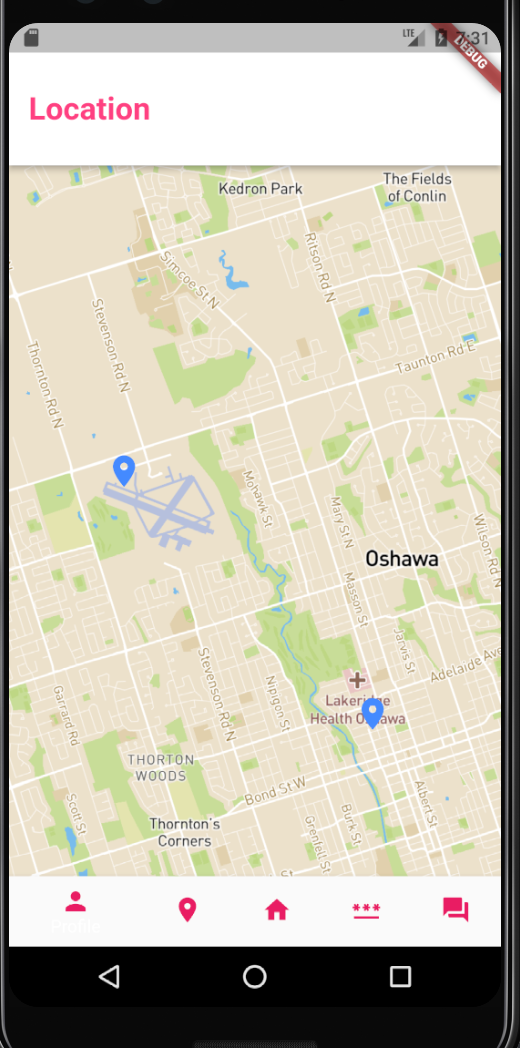 LTE
7:31
DEBUG
Location
Kedron Park
The Fields
of Conlin
Simcoe St N
Ritson Rd N
Stevenson Rd N
Thornton Rd N
Taunton Rd E
Mohawk St
Mary St N
Wilson Rd N
Oshawa
Masson St
Jarvis St
Adelaide Ave
Stevenson Rd N
Nipigon St
Garrard Rd
Lakeridge
Health Oshawa
THORTON
WOODS
Bond St W
Albert St
Scott St
Thornton's
Corners
Grenfell St
Burk St
St
***
Profile